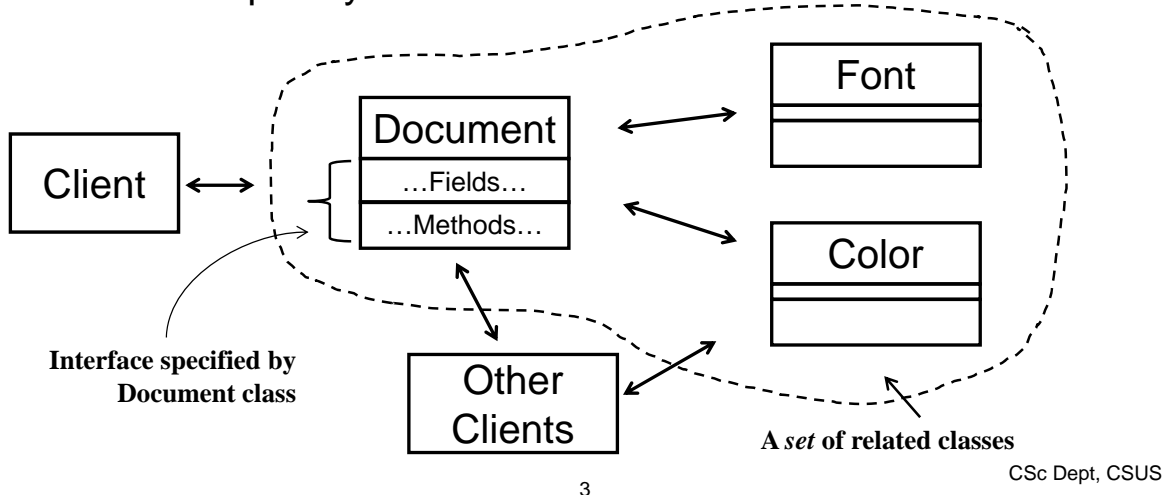 Font
Document
Client
…Fields…
…Methods…
Color
Interface specified by
Document class
Other
Clients
A set of related classes
CSc Dept, CSUS
3